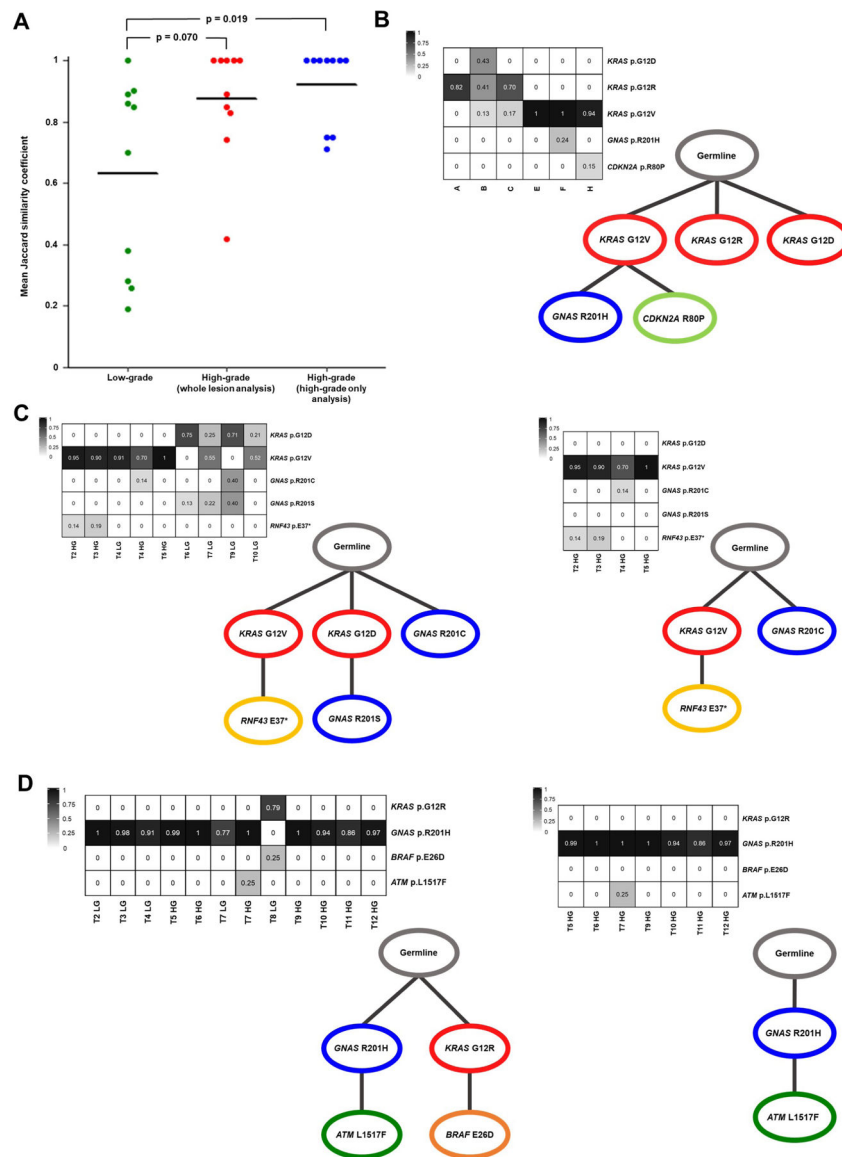 A
p = 0.019
p = 0.070
1
0.8
0.6
0.4
0.2
0
Mean Jaccard similarity coefficient
Low-grade
High-grade
(whole lesion analysis)
High-grade
(high-grade only
analysis)
B
1
0.75
0.5
0.25
0
0 0.43 0 0 0 0 KRAS p.G12D
0.82 0.41 0.70 0 0 0 KRAS p.G12R
0 0.13 0.17 1 1 0.94 KRAS p.G12V
0 0 0 0 0.24 0 GNAS p.R201H
0 0 0 0 0 0.15 CDKN2A p.R80P
A B C E F H
Germline
KRAS G12V KRAS G12R KRAS G12D
GNAS R201H CDKN2A R80P
C
1
0.75
0.5
0.25
0
0 0 0 0 0 0.75 0.25 0.71 0.21 KRAS p.G12D
0.95 0.90 0.91 0.70 1 0 0.55 0 0.52 KRAS p.G12V
0 0 0 0.14 0 0 0 0.40 0 GNAS p.R201C
0 0 0 0 0 0.13 0.22 0.40 0 GNAS p.R201S
0.14 0.19 0 0 0 0 0 0 0 RNF43 p.E37*
T2 HG T3 HG T4 LG T4 HG T5 HG T6 LG T7 LG T9 LG T10 LG
Germline
KRAS G12V KRAS G12D GNAS R201C
RNF43 E37* GNAS R201S
1
0.75
0.5
0.25
0
0 0 0 0 KRAS p.G12D
0.95 0.90 0.70 1 KRAS p.G12V
0 0 0.14 0 GNAS p.R201C
0 0 0 0 GNAS p.R201S
0.14 0.19 0 0 RNF43 p.E37*
T2 HG T3 HG T4 HG T5 HG
Germline
KRAS G12V GNAS R201C
RNF43 E37*
D
1
0.75
0.5
0.25
0
0 0 0 0 0 0 0 0.79 0 0 0 0 KRAS p.G12R
1 0.98 0.91 0.99 1 0.77 1 0 1 0.94 0.86 0.97 GNAS p.R201H
0 0 0 0 0 0 0 0.25 0 0 0 0 BRAF p.E26D
0 0 0 0 0 0 0.25 0 0 0 0 0 ATM p.L1517F
T2 LG T3 LG T4 LG T5 HG T6 HG T7 LG T7 HG T8 LG T9 HG T10 HG T11 HG T12 HG
Germline
GNAS R201H KRAS G12R
ATM L1517F BRAF E26D
1
0.75
0.5
0.25
0
0 0 0 0 0 0 0 KRAS p.G12R
0.99 1 1 1 0.94 0.86 0.97 GNAS p.R201H
0 0 0 0 0 0 0 BRAF p.E26D
0 0 0.25 0 0 0 0 ATM p.L1517F
T5 HG T6 HG T7 HG T9 HG T10 HG T11 HG T12 HG
Germline
GNAS R201H
ATM L1517F